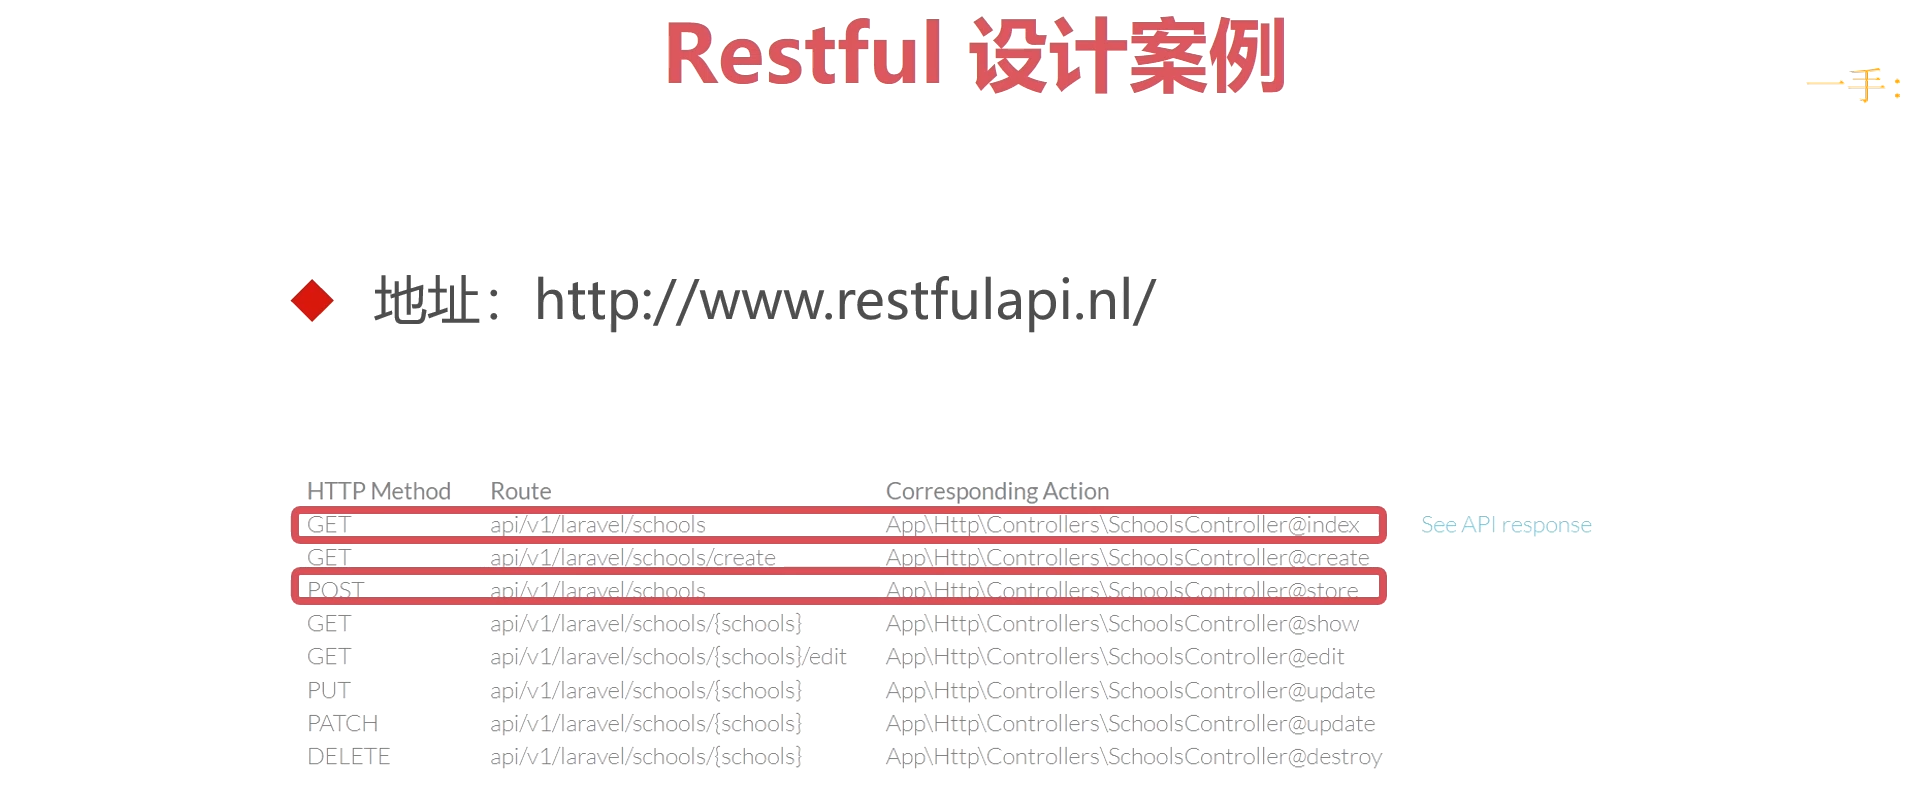 Restful 设计案例
一手：
地址：http://www.restfulapi.nl/
HTTP Method Route Corresponding Action
GET api/v1/laravel/schools App\Http\Controllers\SchoolsController@index See API response
GET api/v1/laravel/schools/create App\Http\Controllers\SchoolsController@create
POST api/v1/laravel/schools App\Http\Controllers\SchoolsController@store
GET api/v1/laravel/schools/{schools} App\Http\Controllers\SchoolsController@show
GET api/v1/laravel/schools/{schools}/edit App\Http\Controllers\SchoolsController@edit
PUT api/v1/laravel/schools/{schools} App\Http\Controllers\SchoolsController@update
PATCH api/v1/laravel/schools/{schools} App\Http\Controllers\SchoolsController@update
DELETE api/v1/laravel/schools/{schools} App\Http\Controllers\SchoolsController@destroy